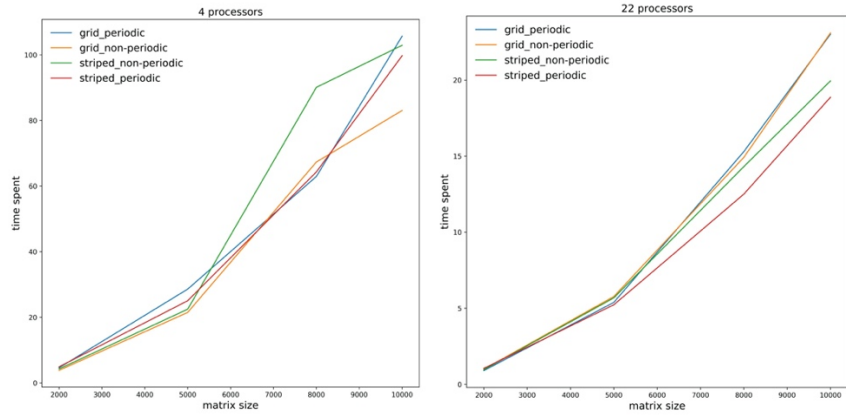 4 processors
grid_periodic
grid_non-periodic
striped_non-periodic
striped_periodic
100
80
60
40
20
0
time spent
2000 3000 4000 5000 6000 7000 8000 9000 10000
matrix size
22 processors
grid_periodic
grid_non-periodic
striped_non-periodic
striped_periodic
20
15
10
5
0
time spent
2000 3000 4000 5000 6000 7000 8000 9000 10000
matrix size